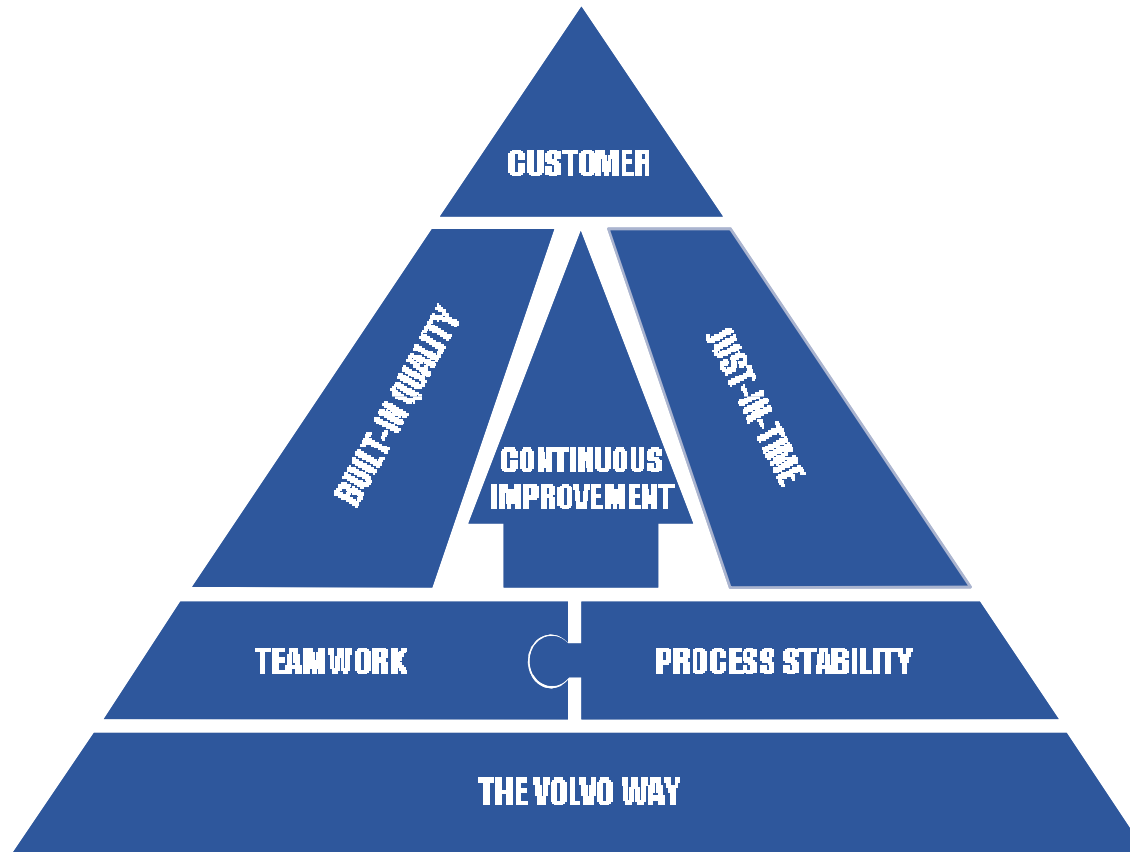 CUSTOMER
BUILT-IN QUALITY
JUST-IN-TIME
CONTINUOUS
IMPROVEMENT
TEAMWORK
PROCESS STABILITY
THE VOLVO WAY